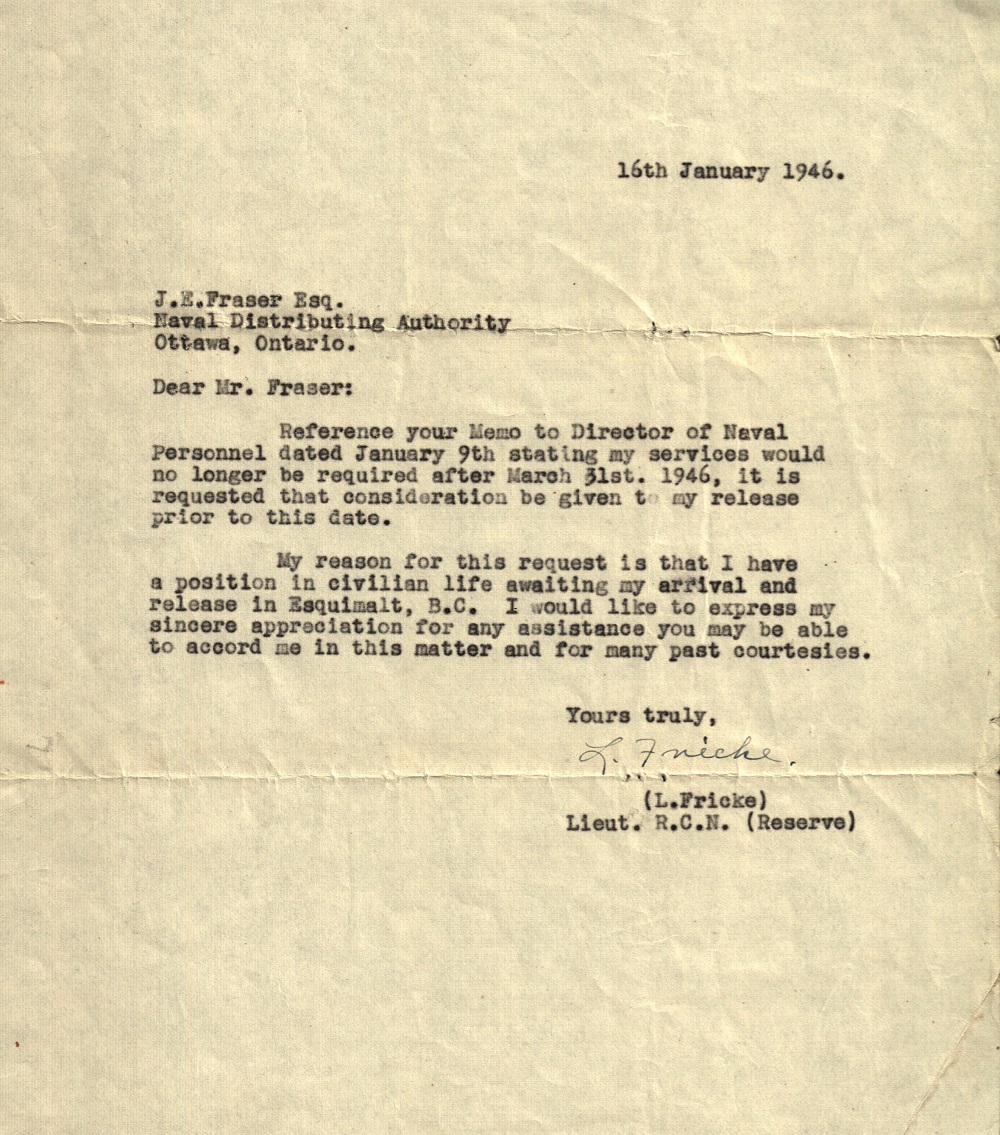 16th January 1946.
J.E.Fraser Esq.
Naval Distributing Authority
Ottawa, Ontario.
Dear Mr. Fraser:
Reference your Memo to Director of Naval
Personnel dated January 9th stating my services would
no longer be required after March 31st. 1946, it is
requested that consideration be given to my release
prior to this date.
My reason for this request is that I have
a position in civilian life awaiting my arrival and
release in Esquimalt, B.C. I would like to express my
sincere appreciation for any assistance you may be able
to accord me in this matter and for many past courtesies.
Yours truly,
L. Fricke.
(L.Fricke)
Lieut. R.C.N. (Reserve)